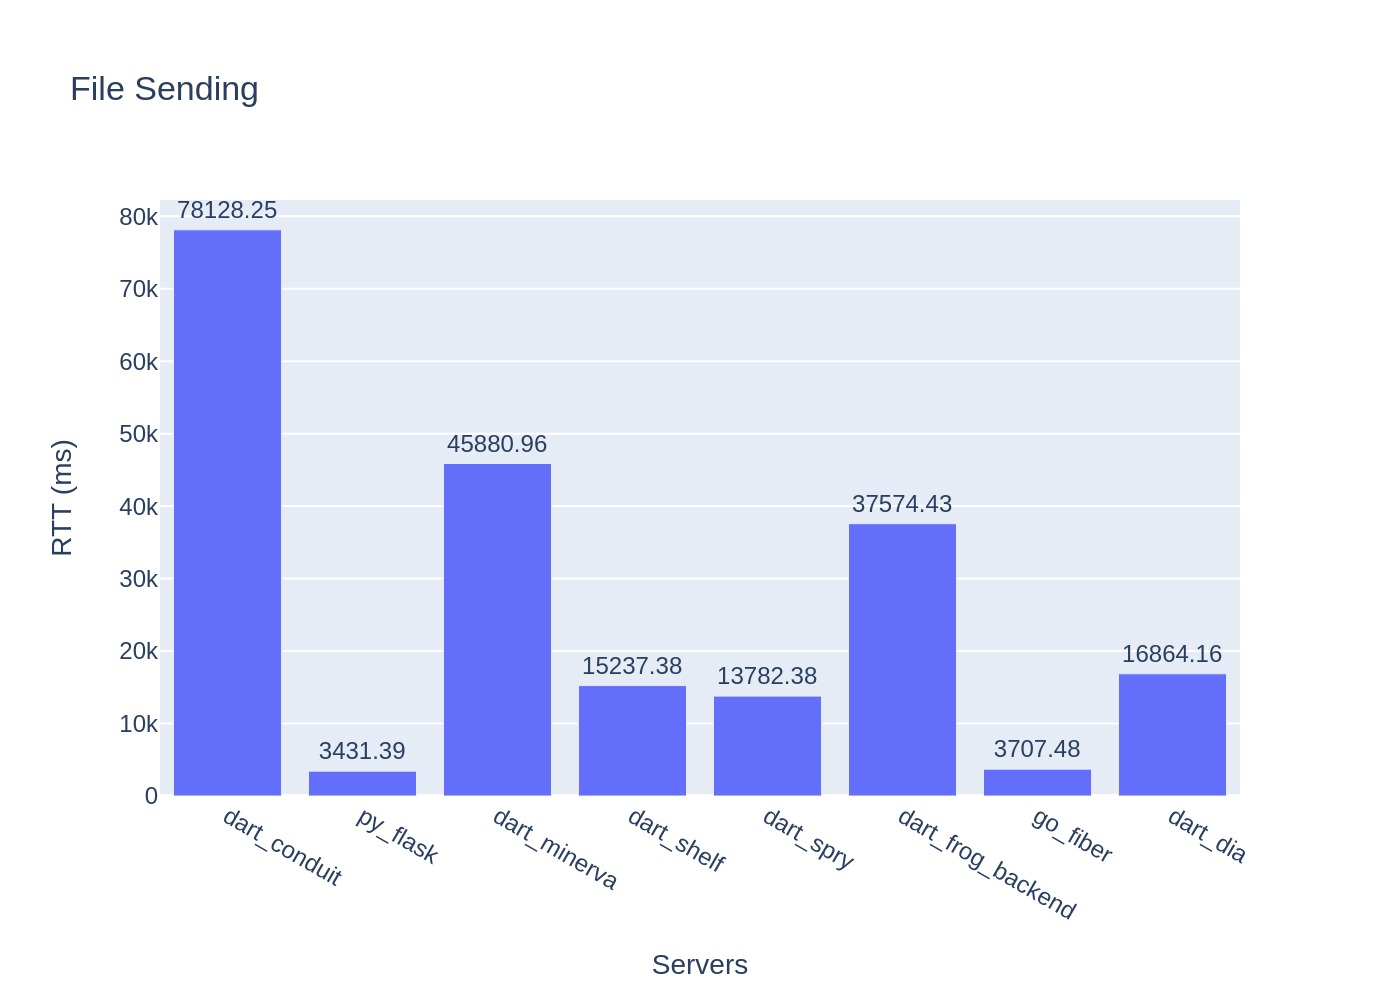 File Sending
RTT (ms)
80k
70k
60k
50k
40k
30k
20k
10k
0
78128.25
3431.39
45880.96
15237.38
13782.38
37574.43
3707.48
16864.16
dart_conduit
py_flask
dart_minerva
dart_shelf
dart_spry
dart_frog_backend
go_fiber
dart_dia
Servers